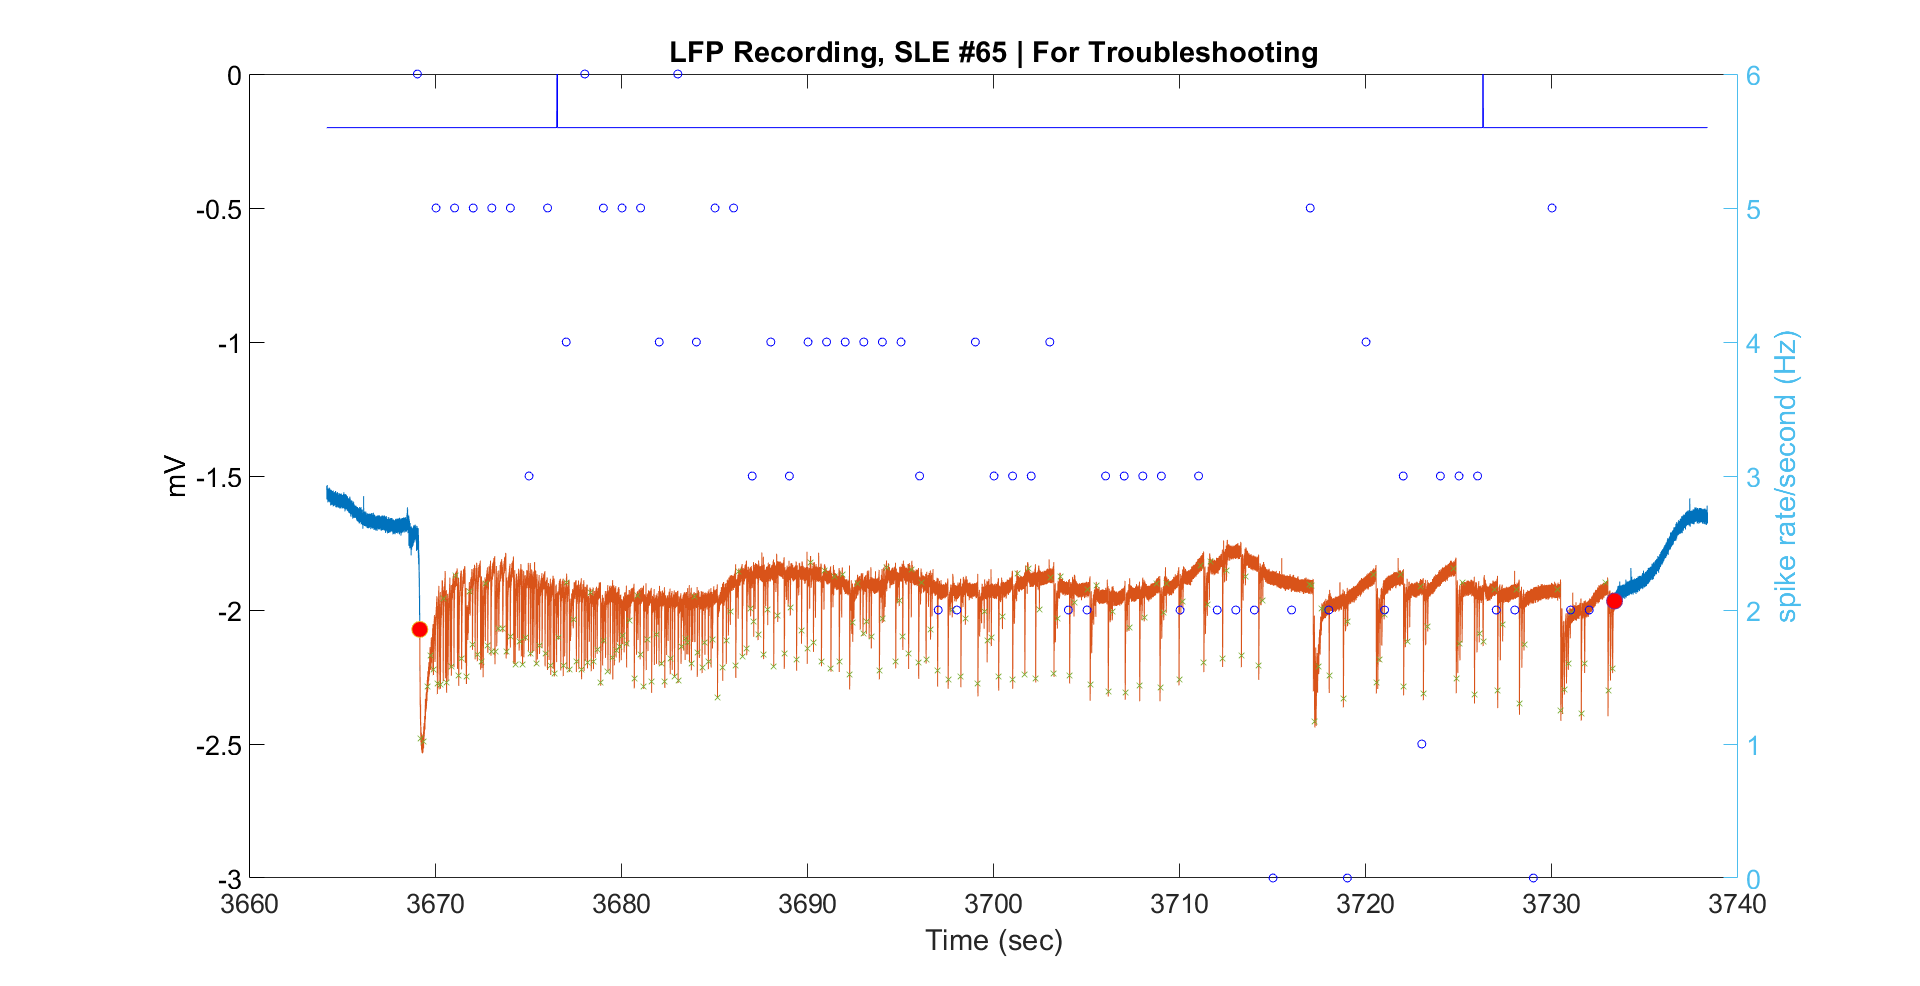 LFP Recording, SLE #65 | For Troubleshooting
0
-0.5
-1
-1.5
-2
-2.5
-3
mV
6
5
4
3
2
1
0
spike rate/second (Hz)
3660 3670 3680 3690 3700 3710 3720 3730 3740
Time (sec)